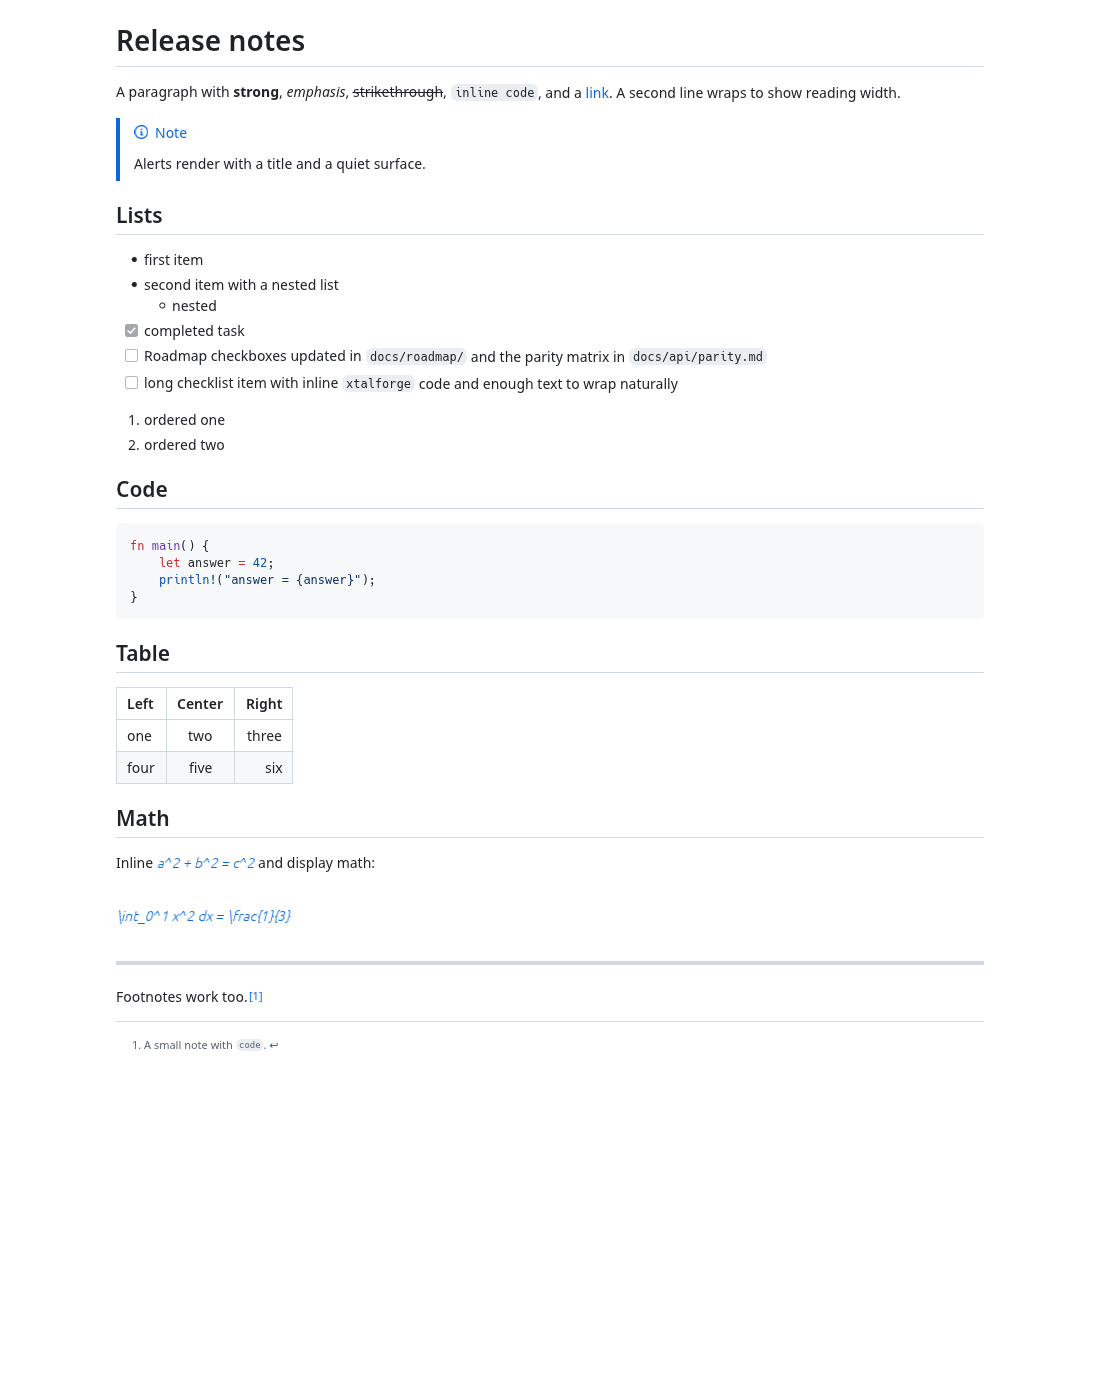 Release notes
A paragraph with strong, emphasis, strikethrough, inline code, and a link. A second line wraps to show reading width.
Note
Alerts render with a title and a quiet surface.
Lists
first item
second item with a nested list
nested
completed task
Roadmap checkboxes updated in docs/roadmap/ and the parity matrix in docs/api/parity.md
long checklist item with inline xtalforge code and enough text to wrap naturally
1. ordered one
2. ordered two
Code
fn main() {
    let answer = 42;
    println!("answer = {answer}");
}
Table
Left Center Right
one two three
four five six
Math
Inline a^2 + b^2 = c^2 and display math:
\int_0^1 x^2 dx = \frac{1}{3}
Footnotes work too.[1]
1. A small note with code. ↩